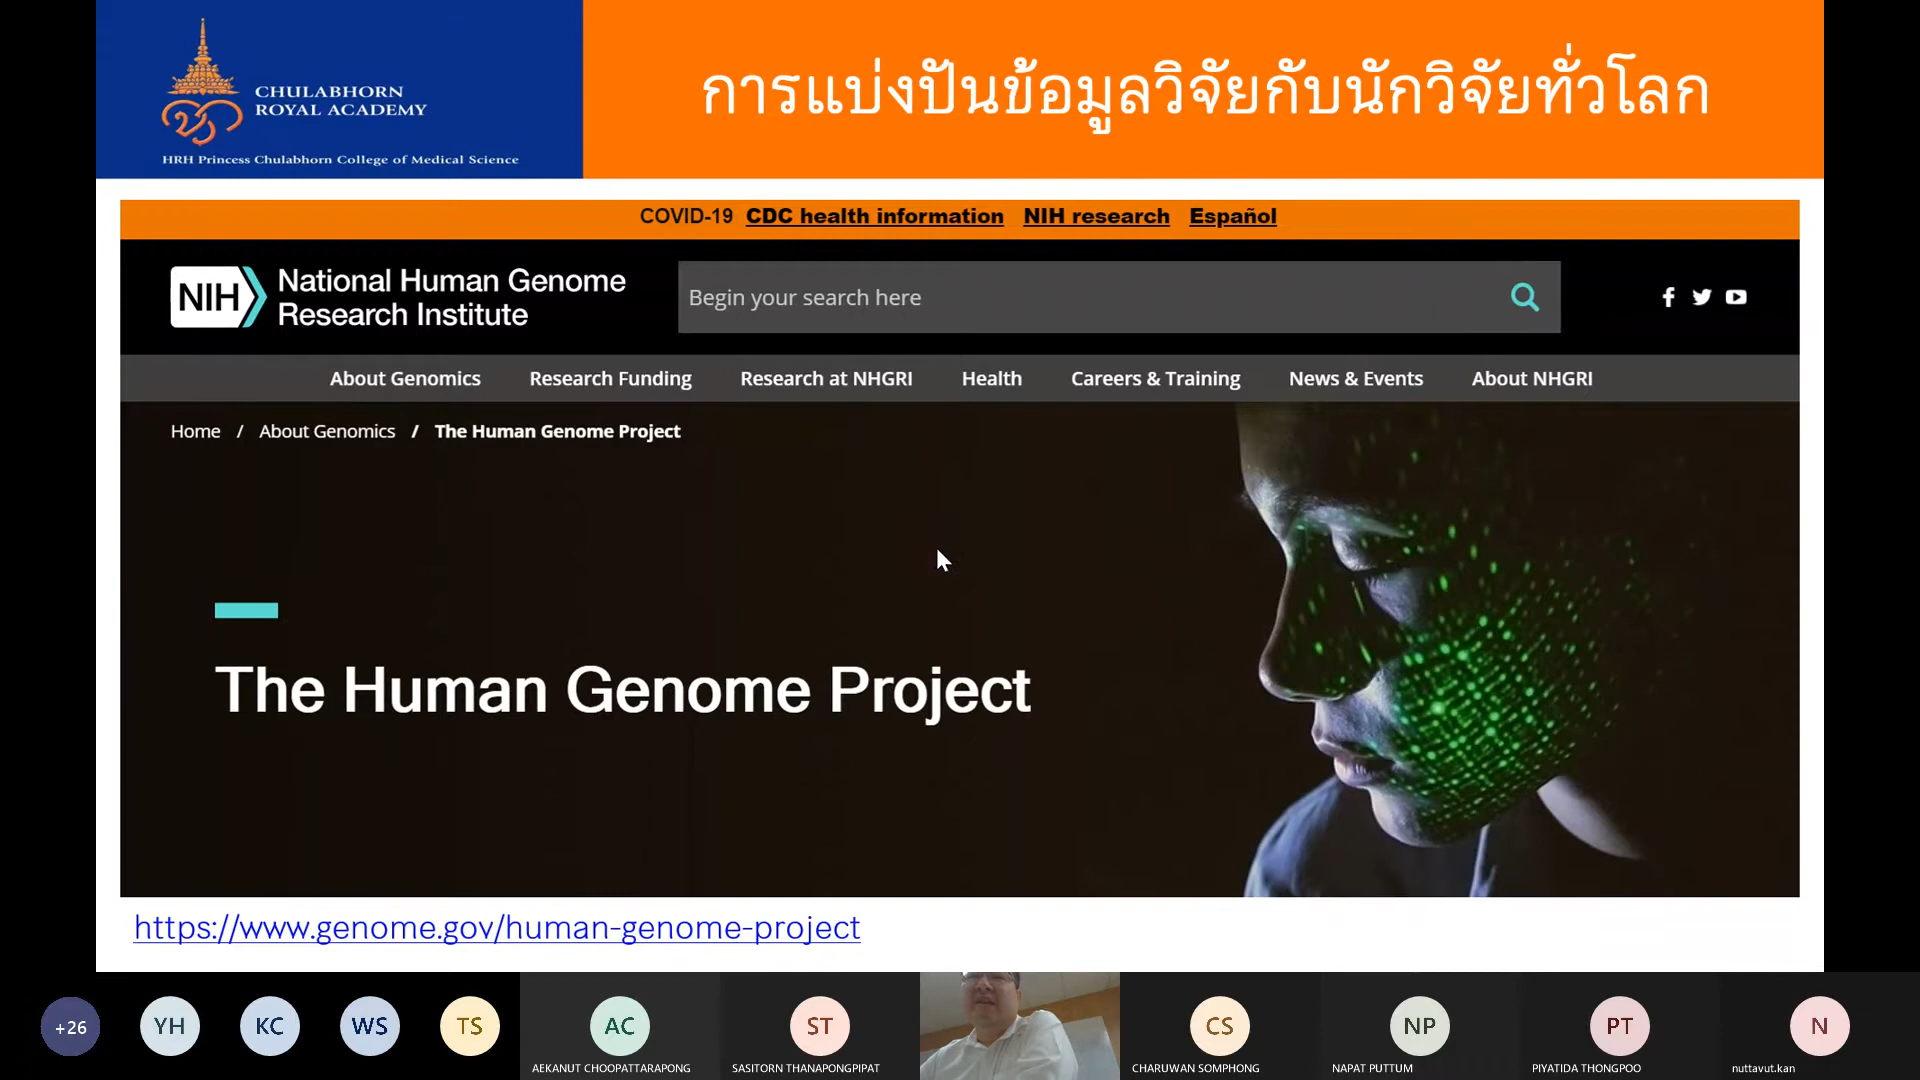 CHULABHORN
ROYAL ACADEMY
HRH Princess Chulabhorn College of Medical Science
การแบ่งปันข้อมูลวิจัยกับนักวิจัยทั่วโลก
COVID-19 CDC health information NIH research Español
NIH National Human Genome
Research Institute
Begin your search here
About Genomics Research Funding Research at NHGRI Health Careers & Training News & Events About NHGRI
Home / About Genomics / The Human Genome Project
The Human Genome Project
https://www.genome.gov/human-genome-project
+26 YH KC WS TS AC ST CS NP PT N
AEKANUT CHOOPATTARAPONG SASITORN THANAPONGPIPAT CHARUWAN SOMPHONG NAPAT PUTTUM PIYATIDA THONGPOO nuttavut.kan